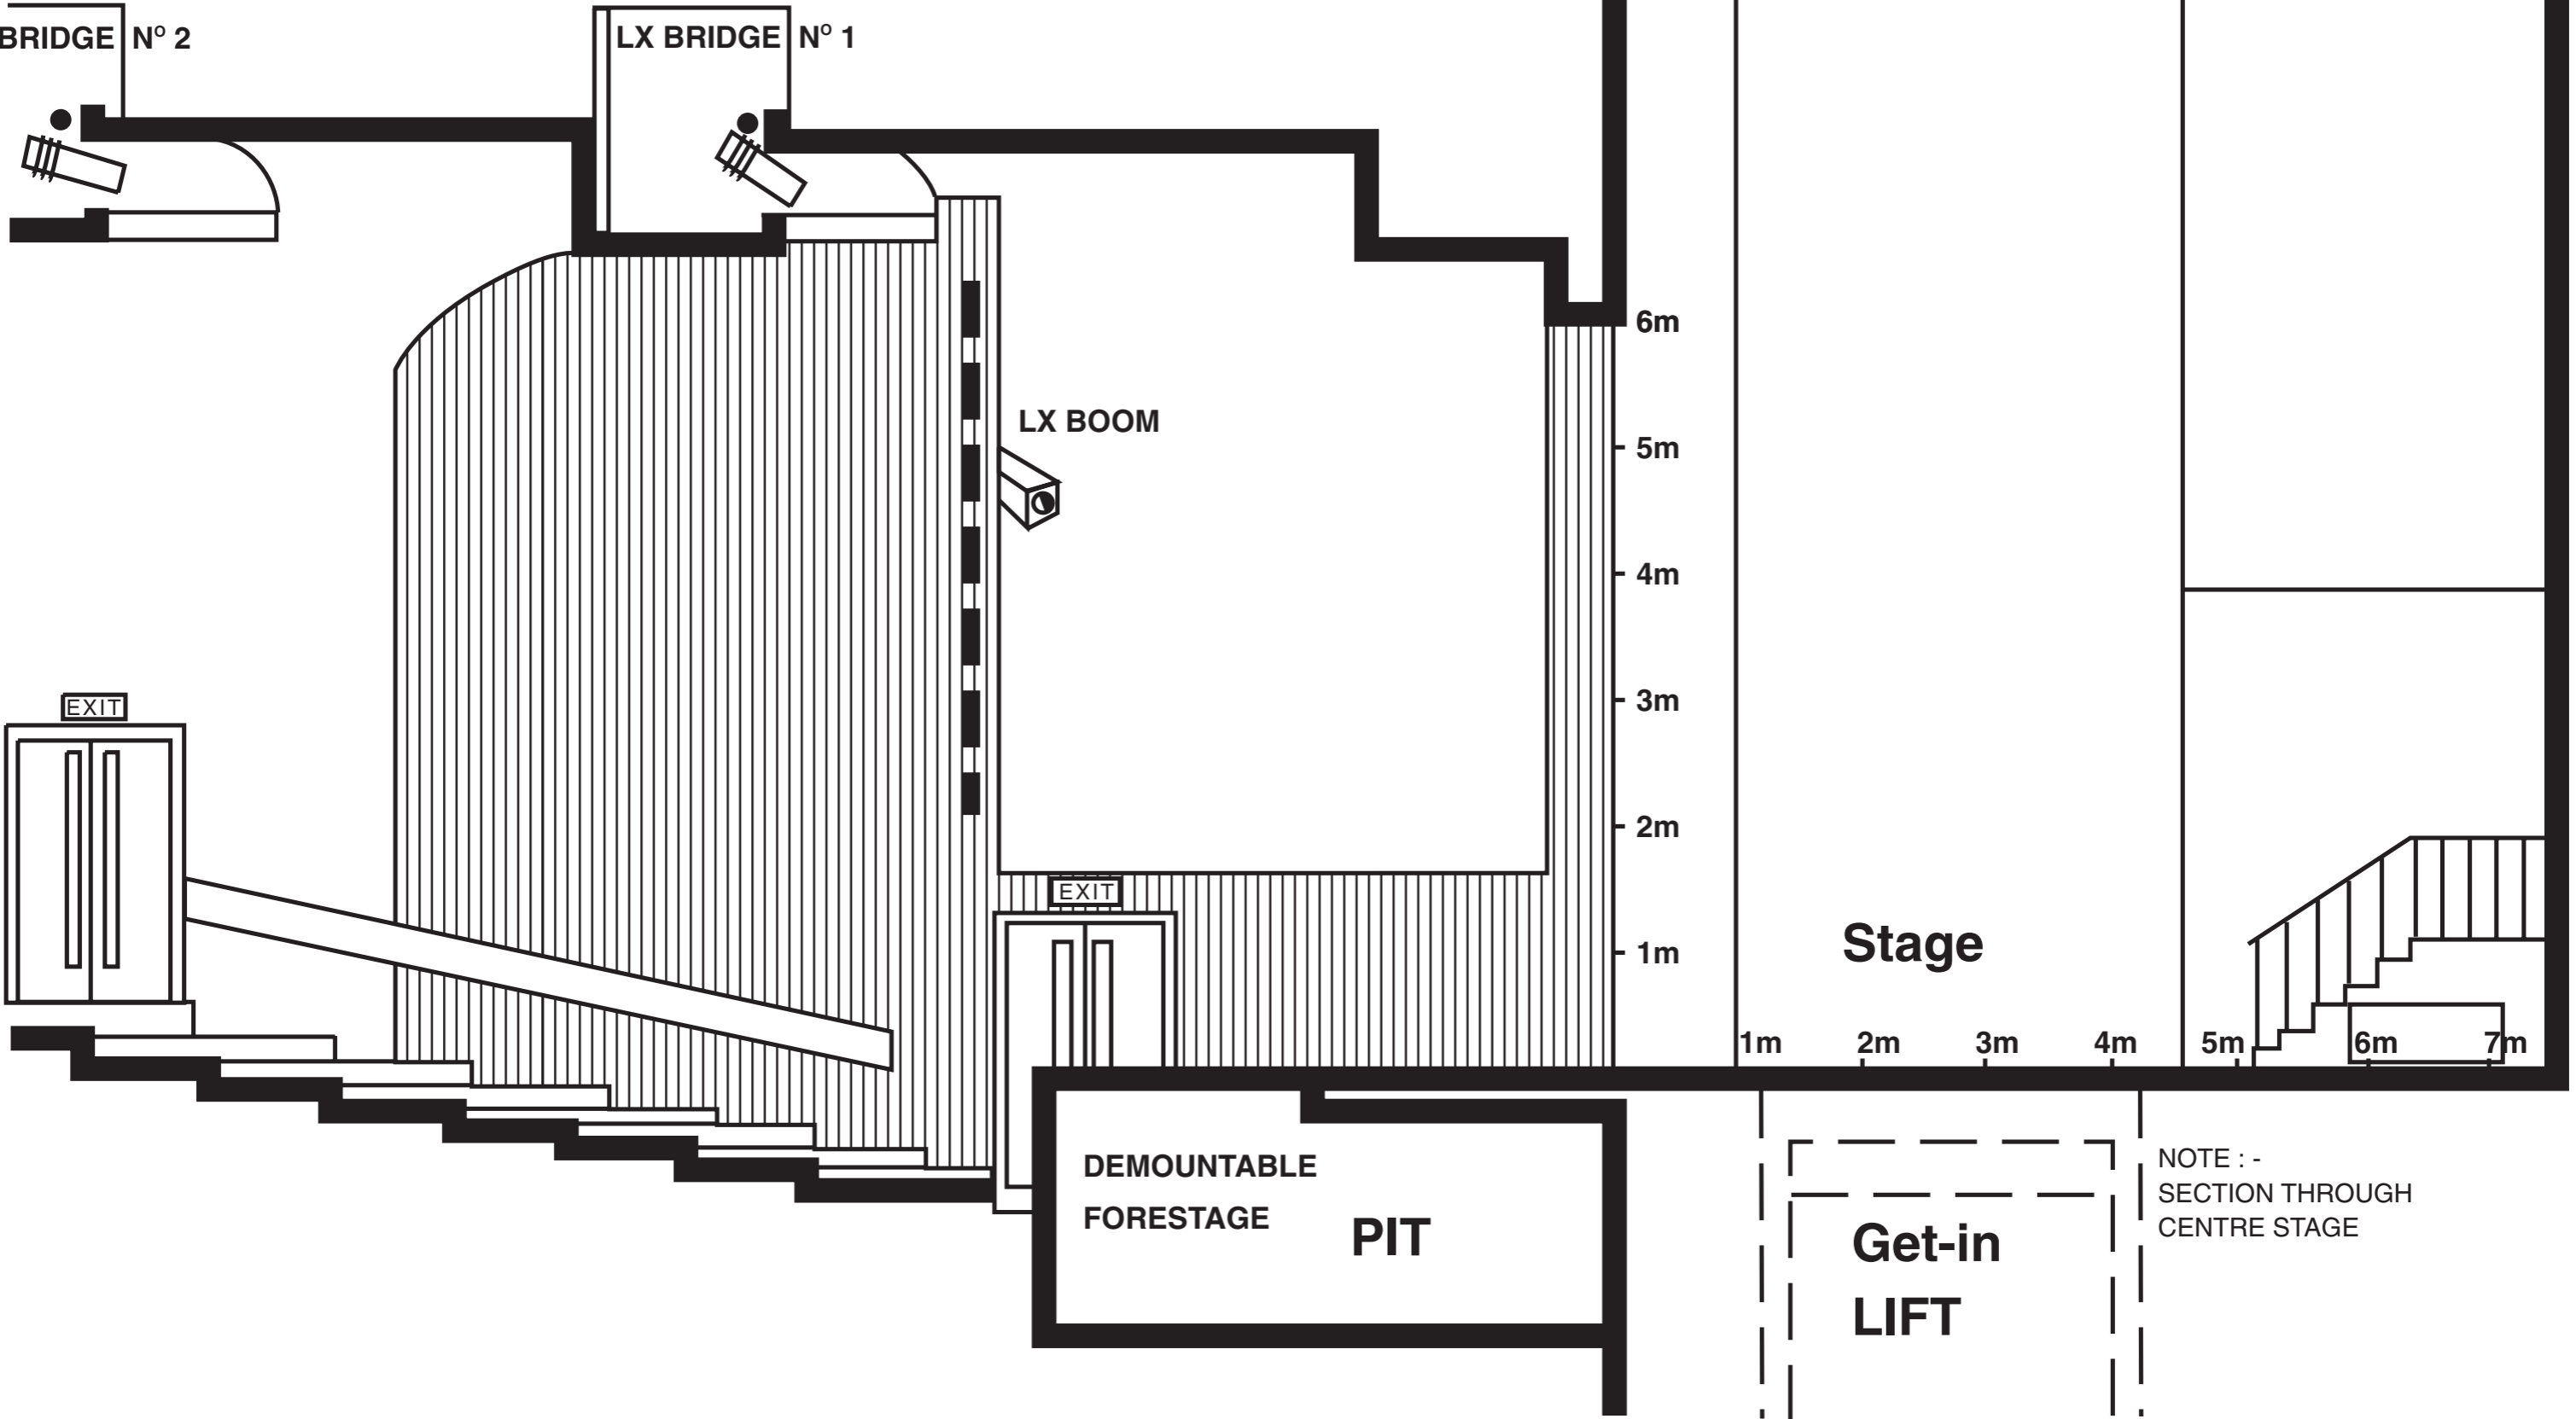 BRIDGE Nº 2
LX BRIDGE Nº 1
6m
LX BOOM
5m
4m
EXIT
3m
2m
EXIT
Stage
1m
1m 2m 3m 4m 5m 6m 7m
DEMOUNTABLE
FORESTAGE
PIT
Get-in
LIFT
NOTE : -
SECTION THROUGH
CENTRE STAGE